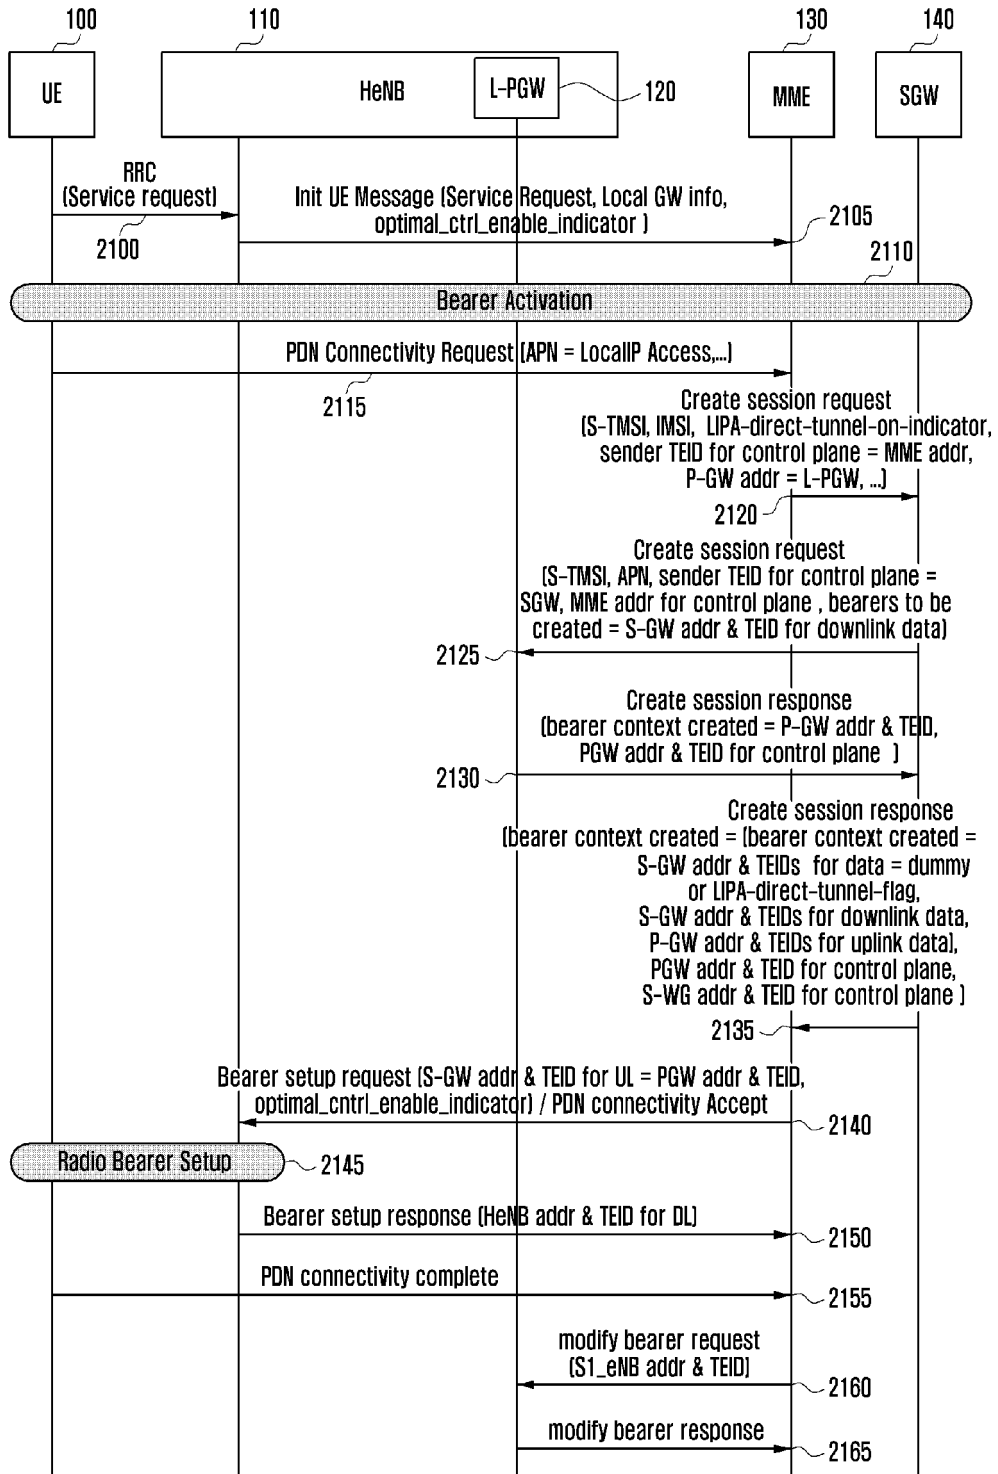 100
110
130
140
UE
HeNB
L-PGW
120
MME
SGW
RRC
(Service request)
2100
Init UE Message (Service Request, Local GW info,
optimal_ctrl_enable_indicator )
2105
2110
Bearer Activation
PDN Connectivity Request (APN = LocalIP Access,...)
2115
Create session request
(S-TMSI, IMSI, LIPA-direct-tunnel-on-indicator,
sender TEID for control plane = MME addr,
P-GW addr = L-PGW, ...)
2120
Create session request
(S-TMSI, APN, sender TEID for control plane =
SGW, MME addr for control plane , bearers to be
created = S-GW addr & TEID for downlink data)
2125
Create session response
(bearer context created = P-GW addr & TEID,
PGW addr & TEID for control plane )
2130
Create session response
(bearer context created = (bearer context created =
S-GW addr & TEIDs for data = dummy
or LIPA-direct-tunnel-flag,
S-GW addr & TEIDs for downlink data,
P-GW addr & TEIDs for uplink data),
PGW addr & TEID for control plane,
S-WG addr & TEID for control plane )
2135
Bearer setup request (S-GW addr & TEID for UL = PGW addr & TEID,
optimal_cntrl_enable_indicator) / PDN connectivity Accept
2140
Radio Bearer Setup
2145
Bearer setup response (HeNB addr & TEID for DL)
2150
PDN connectivity complete
2155
modify bearer request
(S1_eNB addr & TEID)
2160
modify bearer response
2165